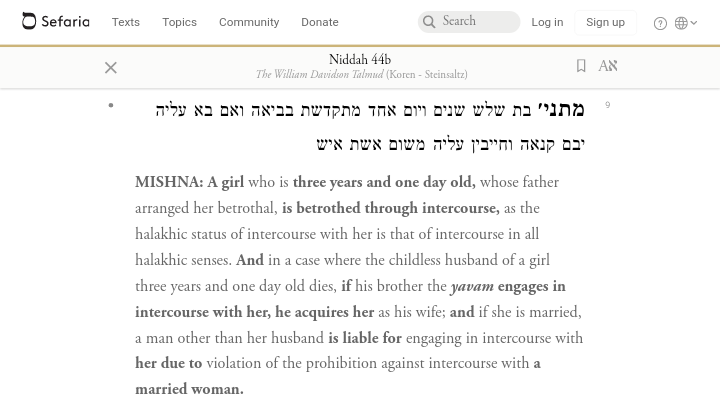 Sefaria Texts Topics Community Donate Search Log in Sign up
Niddah 44b
The William Davidson Talmud (Koren - Steinsaltz)
א A
9
מתני׳ בת שלש שנים ויום אחד מתקדשת בביאה ואם בא עליה
יבם קנאה וחייבין עליה משום אשת איש
MISHNA: A girl who is three years and one day old, whose father
arranged her betrothal, is betrothed through intercourse, as the
halakhic status of intercourse with her is that of intercourse in all
halakhic senses. And in a case where the childless husband of a girl
three years and one day old dies, if his brother the yavam engages in
intercourse with her, he acquires her as his wife; and if she is married,
a man other than her husband is liable for engaging in intercourse with
her due to violation of the prohibition against intercourse with a
married woman.